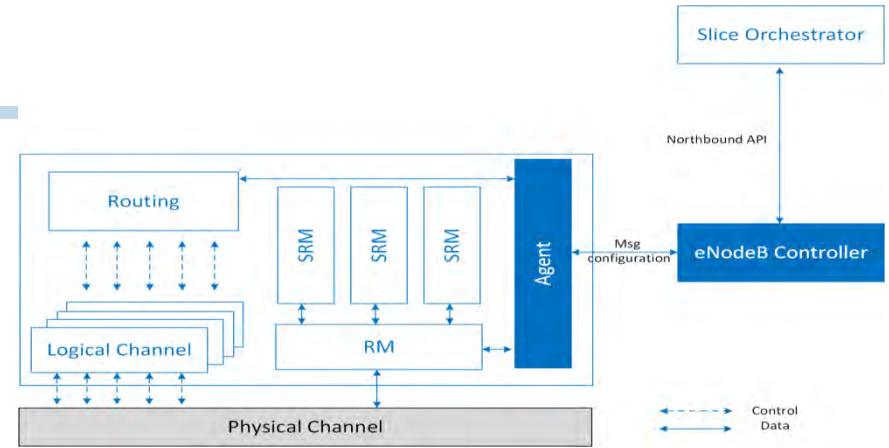 Slice Orchestrator
Northbound API
Routing
SRM
SRM
SRM
Agent
Msg
configuration
eNodeB Controller
Logical Channel
RM
Physical Channel
Control
Data